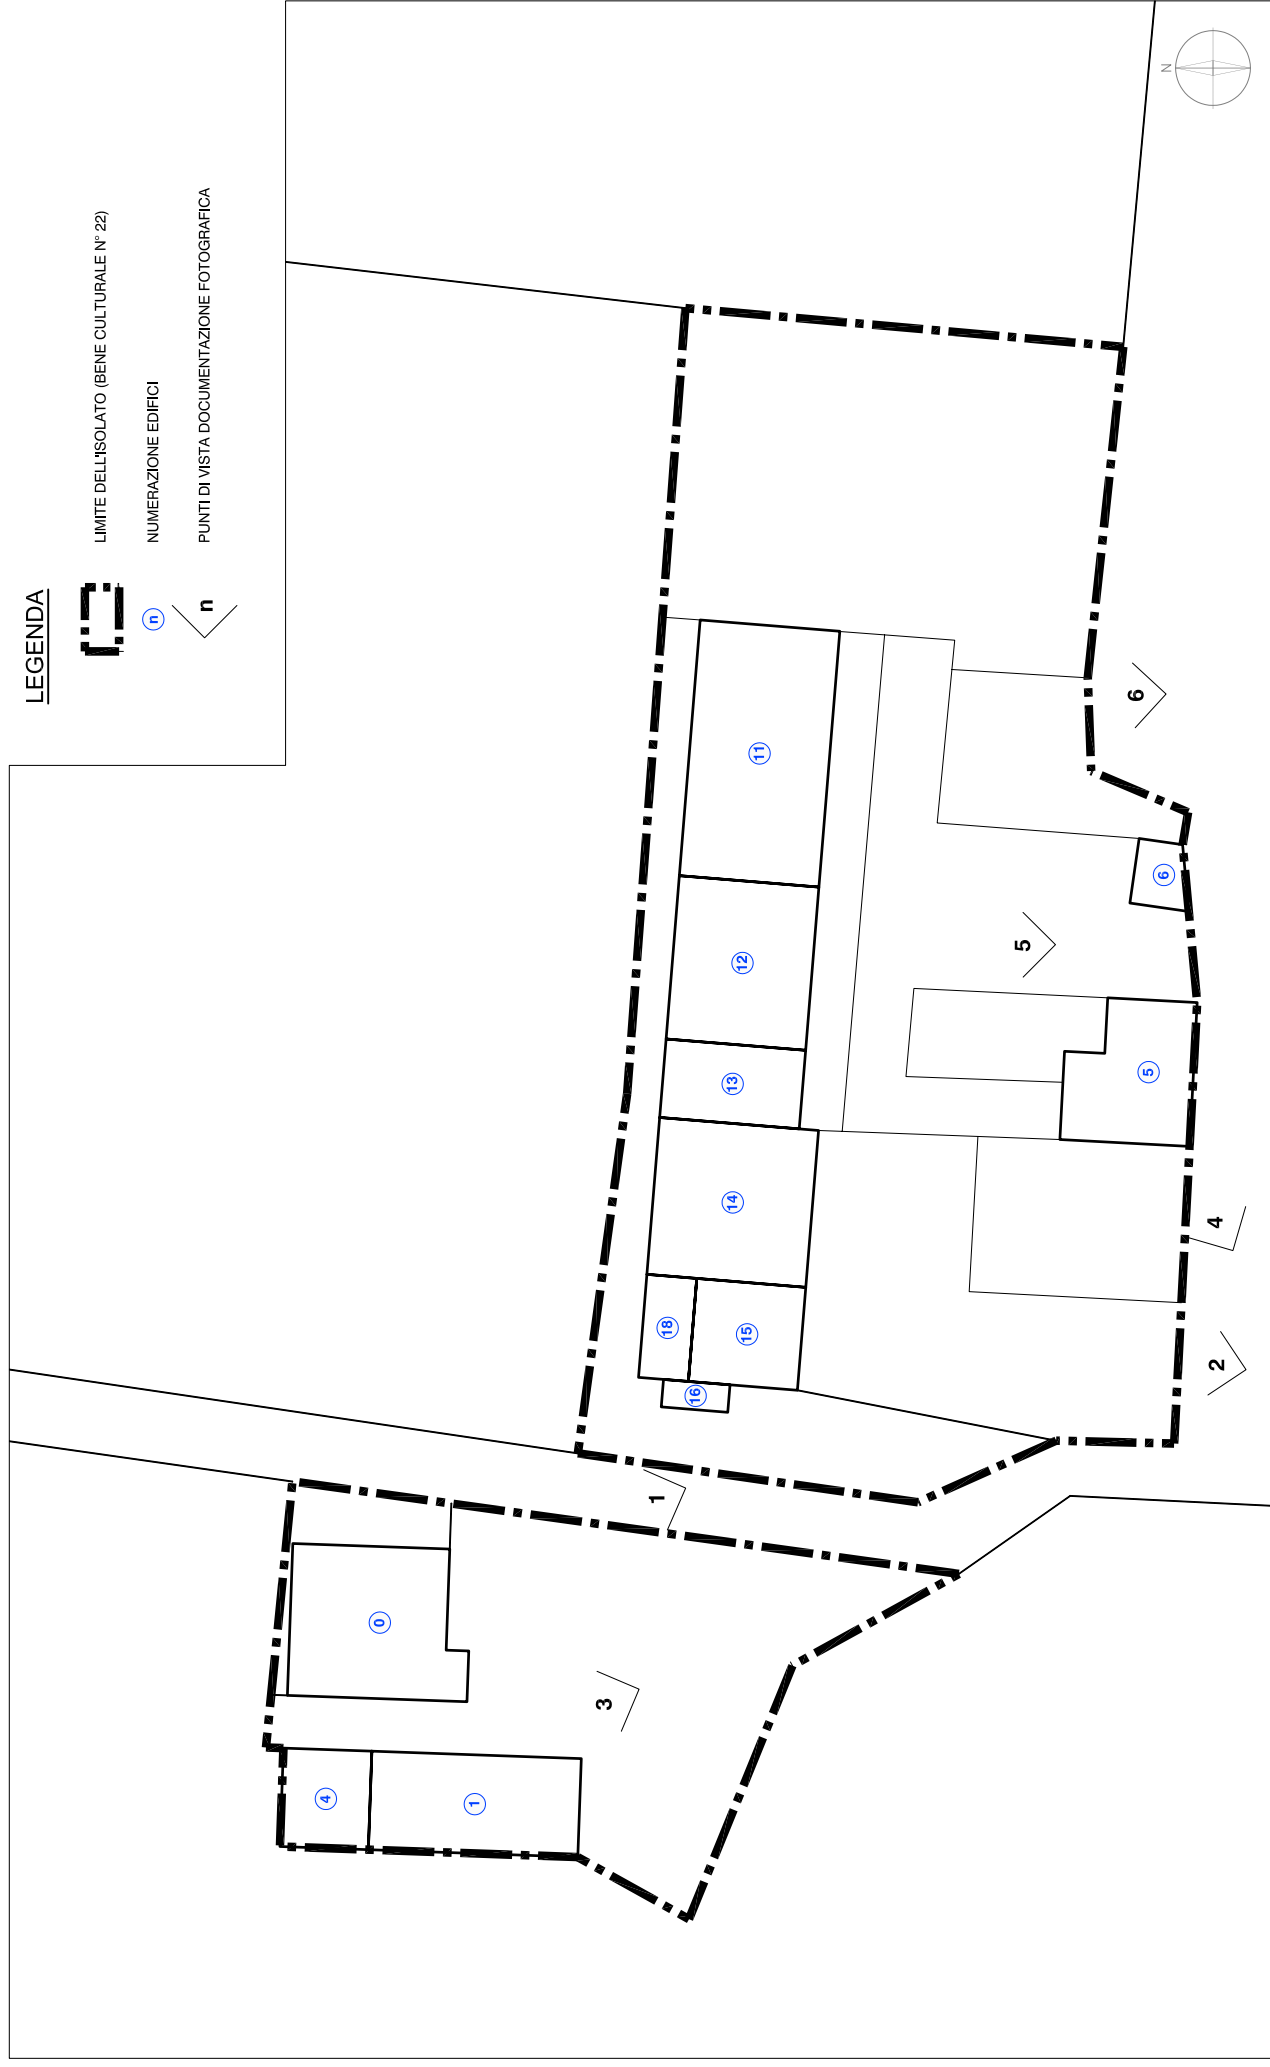 LEGENDA
LIMITE DELL'ISOLATO (BENE CULTURALE N° 22)
n
NUMERAZIONE EDIFICI
n
PUNTI DI VISTA DOCUMENTAZIONE FOTOGRAFICA
N
4
1
0
3
1
16
18
15
14
13
12
11
2
4
5
5
6
6